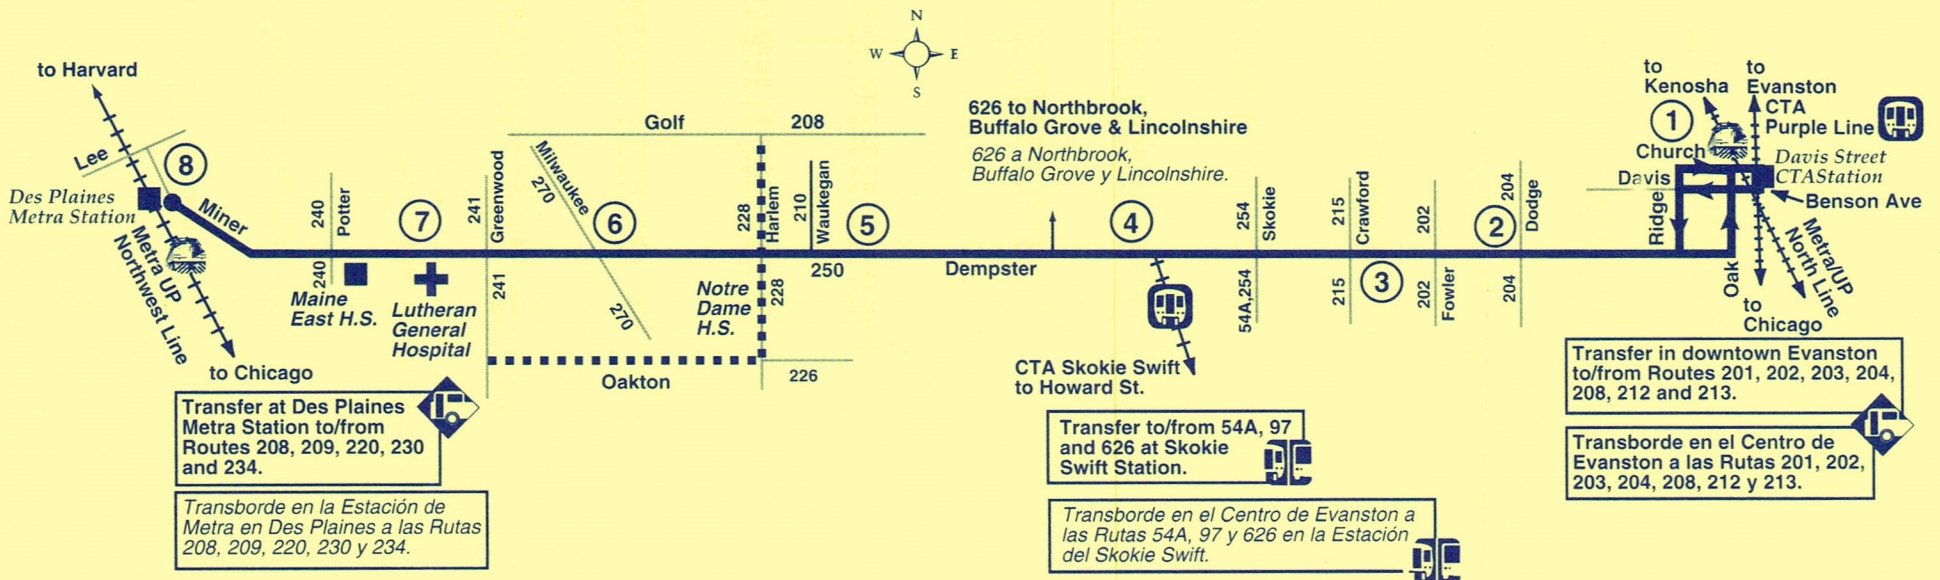 N
W
E
S
to Harvard
Lee
8
Des Plaines
Metra Station
Miner
Metra UP
Northwest Line
to Chicago
240
Potter
240
Maine
East H.S.
7
Lutheran
General
Hospital
241
Greenwood
241
Golf
208
Milwaukee
270
270
6
228
Harlem
228
Notre
Dame
H.S.
Oakton
226
210
Waukegan
250
5
Dempster
626 to Northbrook,
Buffalo Grove & Lincolnshire
626 a Northbrook,
Buffalo Grove y Lincolnshire.
4
CTA Skokie Swift
to Howard St.
254
Skokie
54A,254
215
Crawford
215
3
202
202
Fowler
2
204
Dodge
204
to
Kenosha
to
Evanston
CTA
Purple Line
1
Church
Davis
Davis Street
CTAStation
Benson Ave
Ridge
Oak
Metra/UP
North Line
to
Chicago
Transfer at Des Plaines
Metra Station to/from
Routes 208, 209, 220, 230
and 234.
Transborde en la Estación de
Metra en Des Plaines a las Rutas
208, 209, 220, 230 y 234.
Transfer to/from 54A, 97
and 626 at Skokie
Swift Station.
Transborde en el Centro de Evanston a
las Rutas 54A, 97 y 626 en la Estación
del Skokie Swift.
Transfer in downtown Evanston
to/from Routes 201, 202, 203, 204,
208, 212 and 213.
Transborde en el Centro de
Evanston a las Rutas 201, 202,
203, 204, 208, 212 y 213.